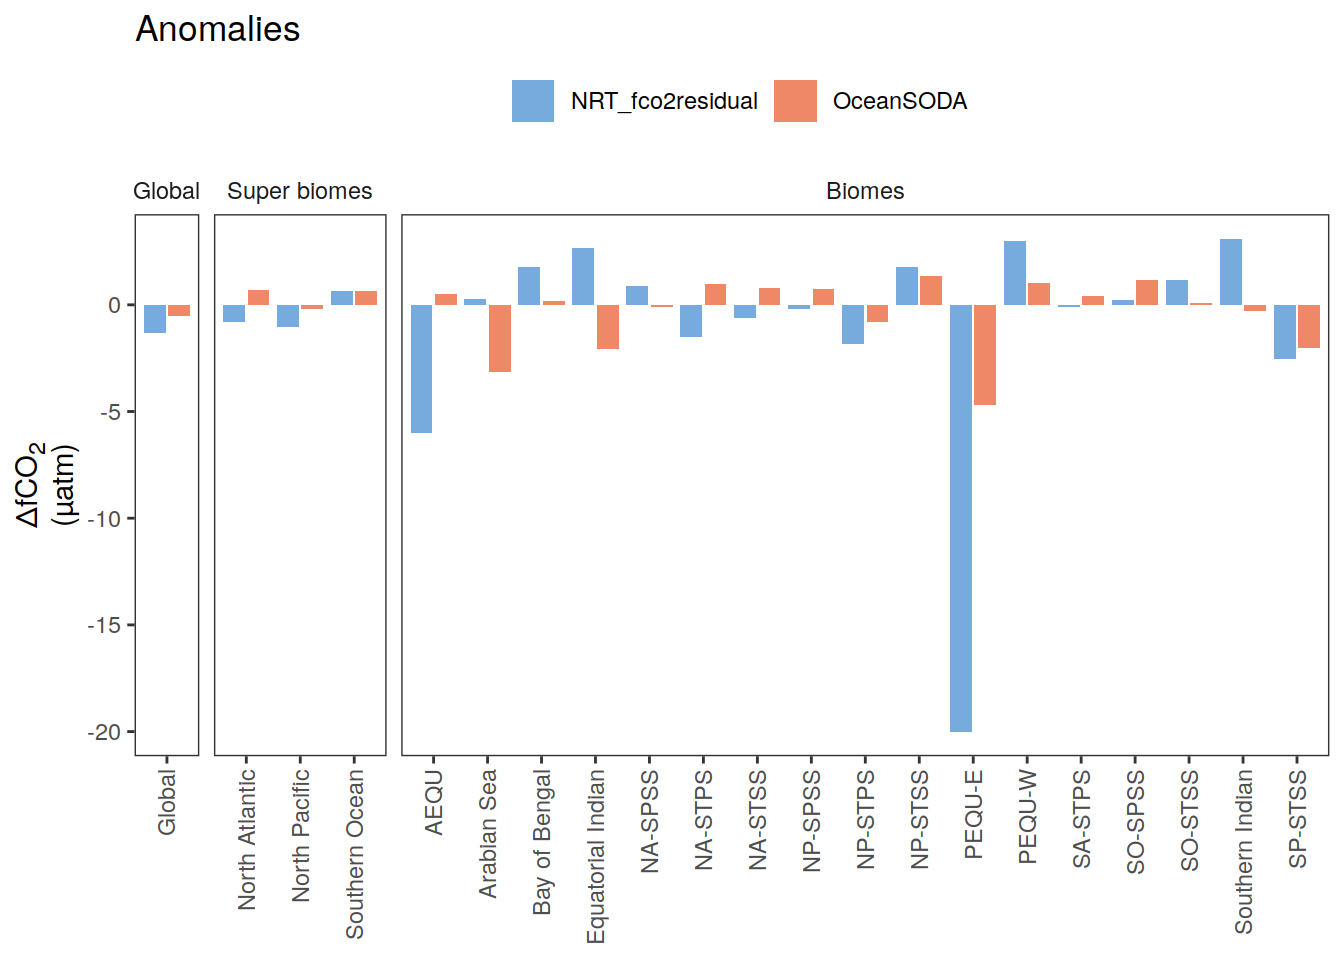 Anomalies
NRT_fco2residual OceanSODA
Global Super biomes Biomes
0
-5
-10
-15
-20
ΔfCO₂
(µatm)
Global
North Atlantic
North Pacific
Southern Ocean
AEQU
Arabian Sea
Bay of Bengal
Equatorial Indian
NA-SPSS
NA-STPS
NA-STSS
NP-SPSS
NP-STPS
NP-STSS
PEQU-E
PEQU-W
SA-STPS
SO-SPSS
SO-STSS
Southern Indian
SP-STSS